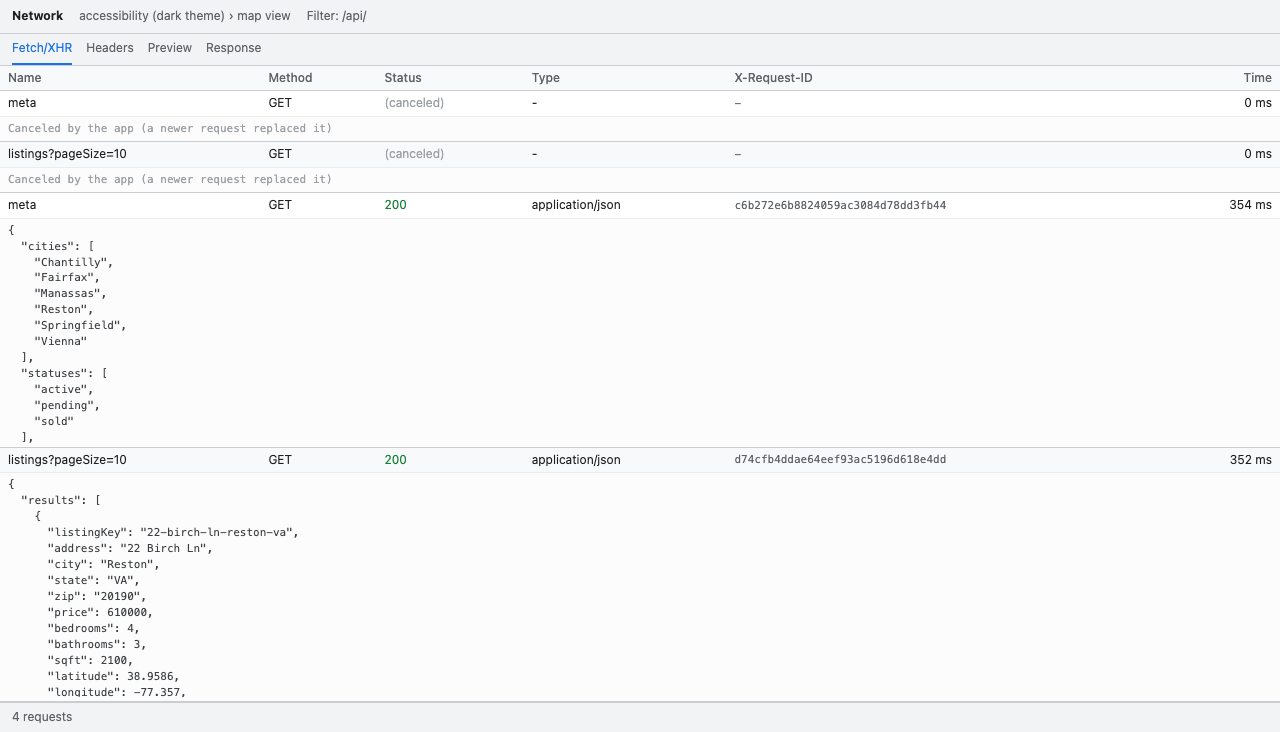 Network accessibility (dark theme) › map view Filter: /api/
Fetch/XHR Headers Preview Response
Name Method Status Type X-Request-ID Time
meta GET (canceled) - – 0 ms
Canceled by the app (a newer request replaced it)
listings?pageSize=10 GET (canceled) - – 0 ms
Canceled by the app (a newer request replaced it)
meta GET 200 application/json c6b272e6b8824059ac3084d78dd3fb44 354 ms
{
"cities": [
"Chantilly",
"Fairfax",
"Manassas",
"Reston",
"Springfield",
"Vienna"
],
"statuses": [
"active",
"pending",
"sold"
],
listings?pageSize=10 GET 200 application/json d74cfb4ddae64eef93ac5196d618e4dd 352 ms
{
"results": [
{
"listingKey": "22-birch-ln-reston-va",
"address": "22 Birch Ln",
"city": "Reston",
"state": "VA",
"zip": "20190",
"price": 610000,
"bedrooms": 4,
"bathrooms": 3,
"sqft": 2100,
"latitude": 38.9586,
"longitude": -77.357,
4 requests